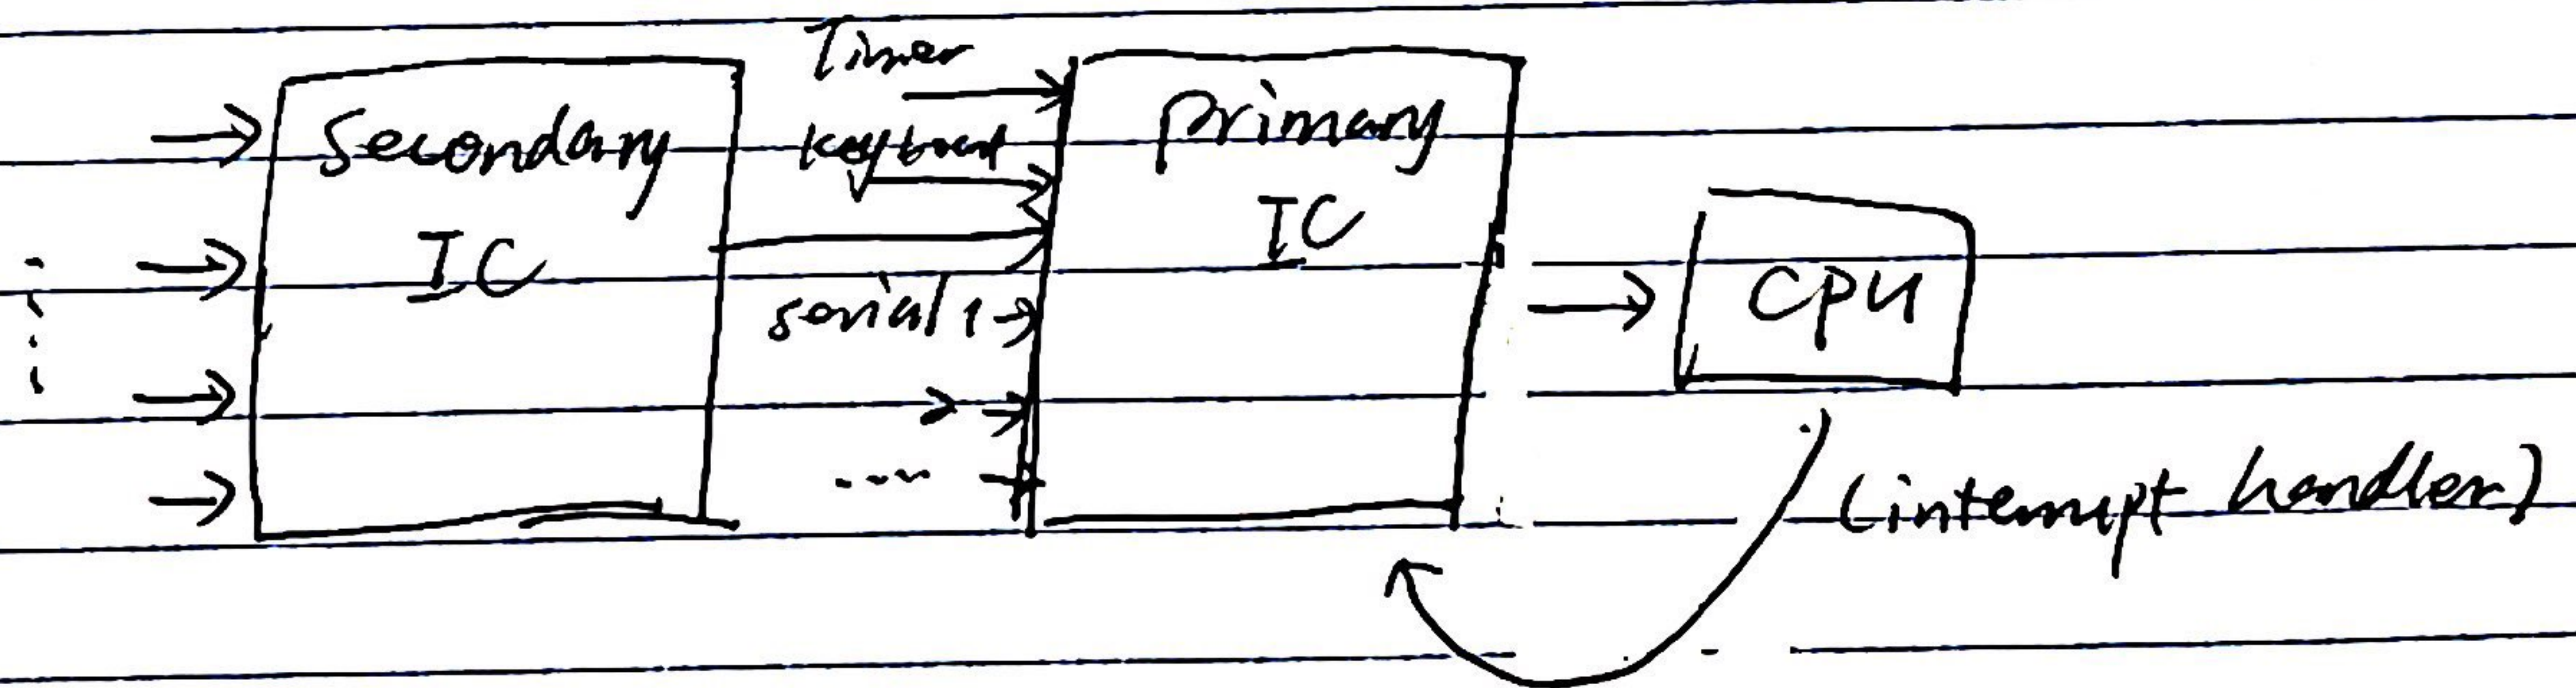 Secondary
IC
Timer
Keyboard
serial 1
....
primary
IC
CPU
(interrupt handler)